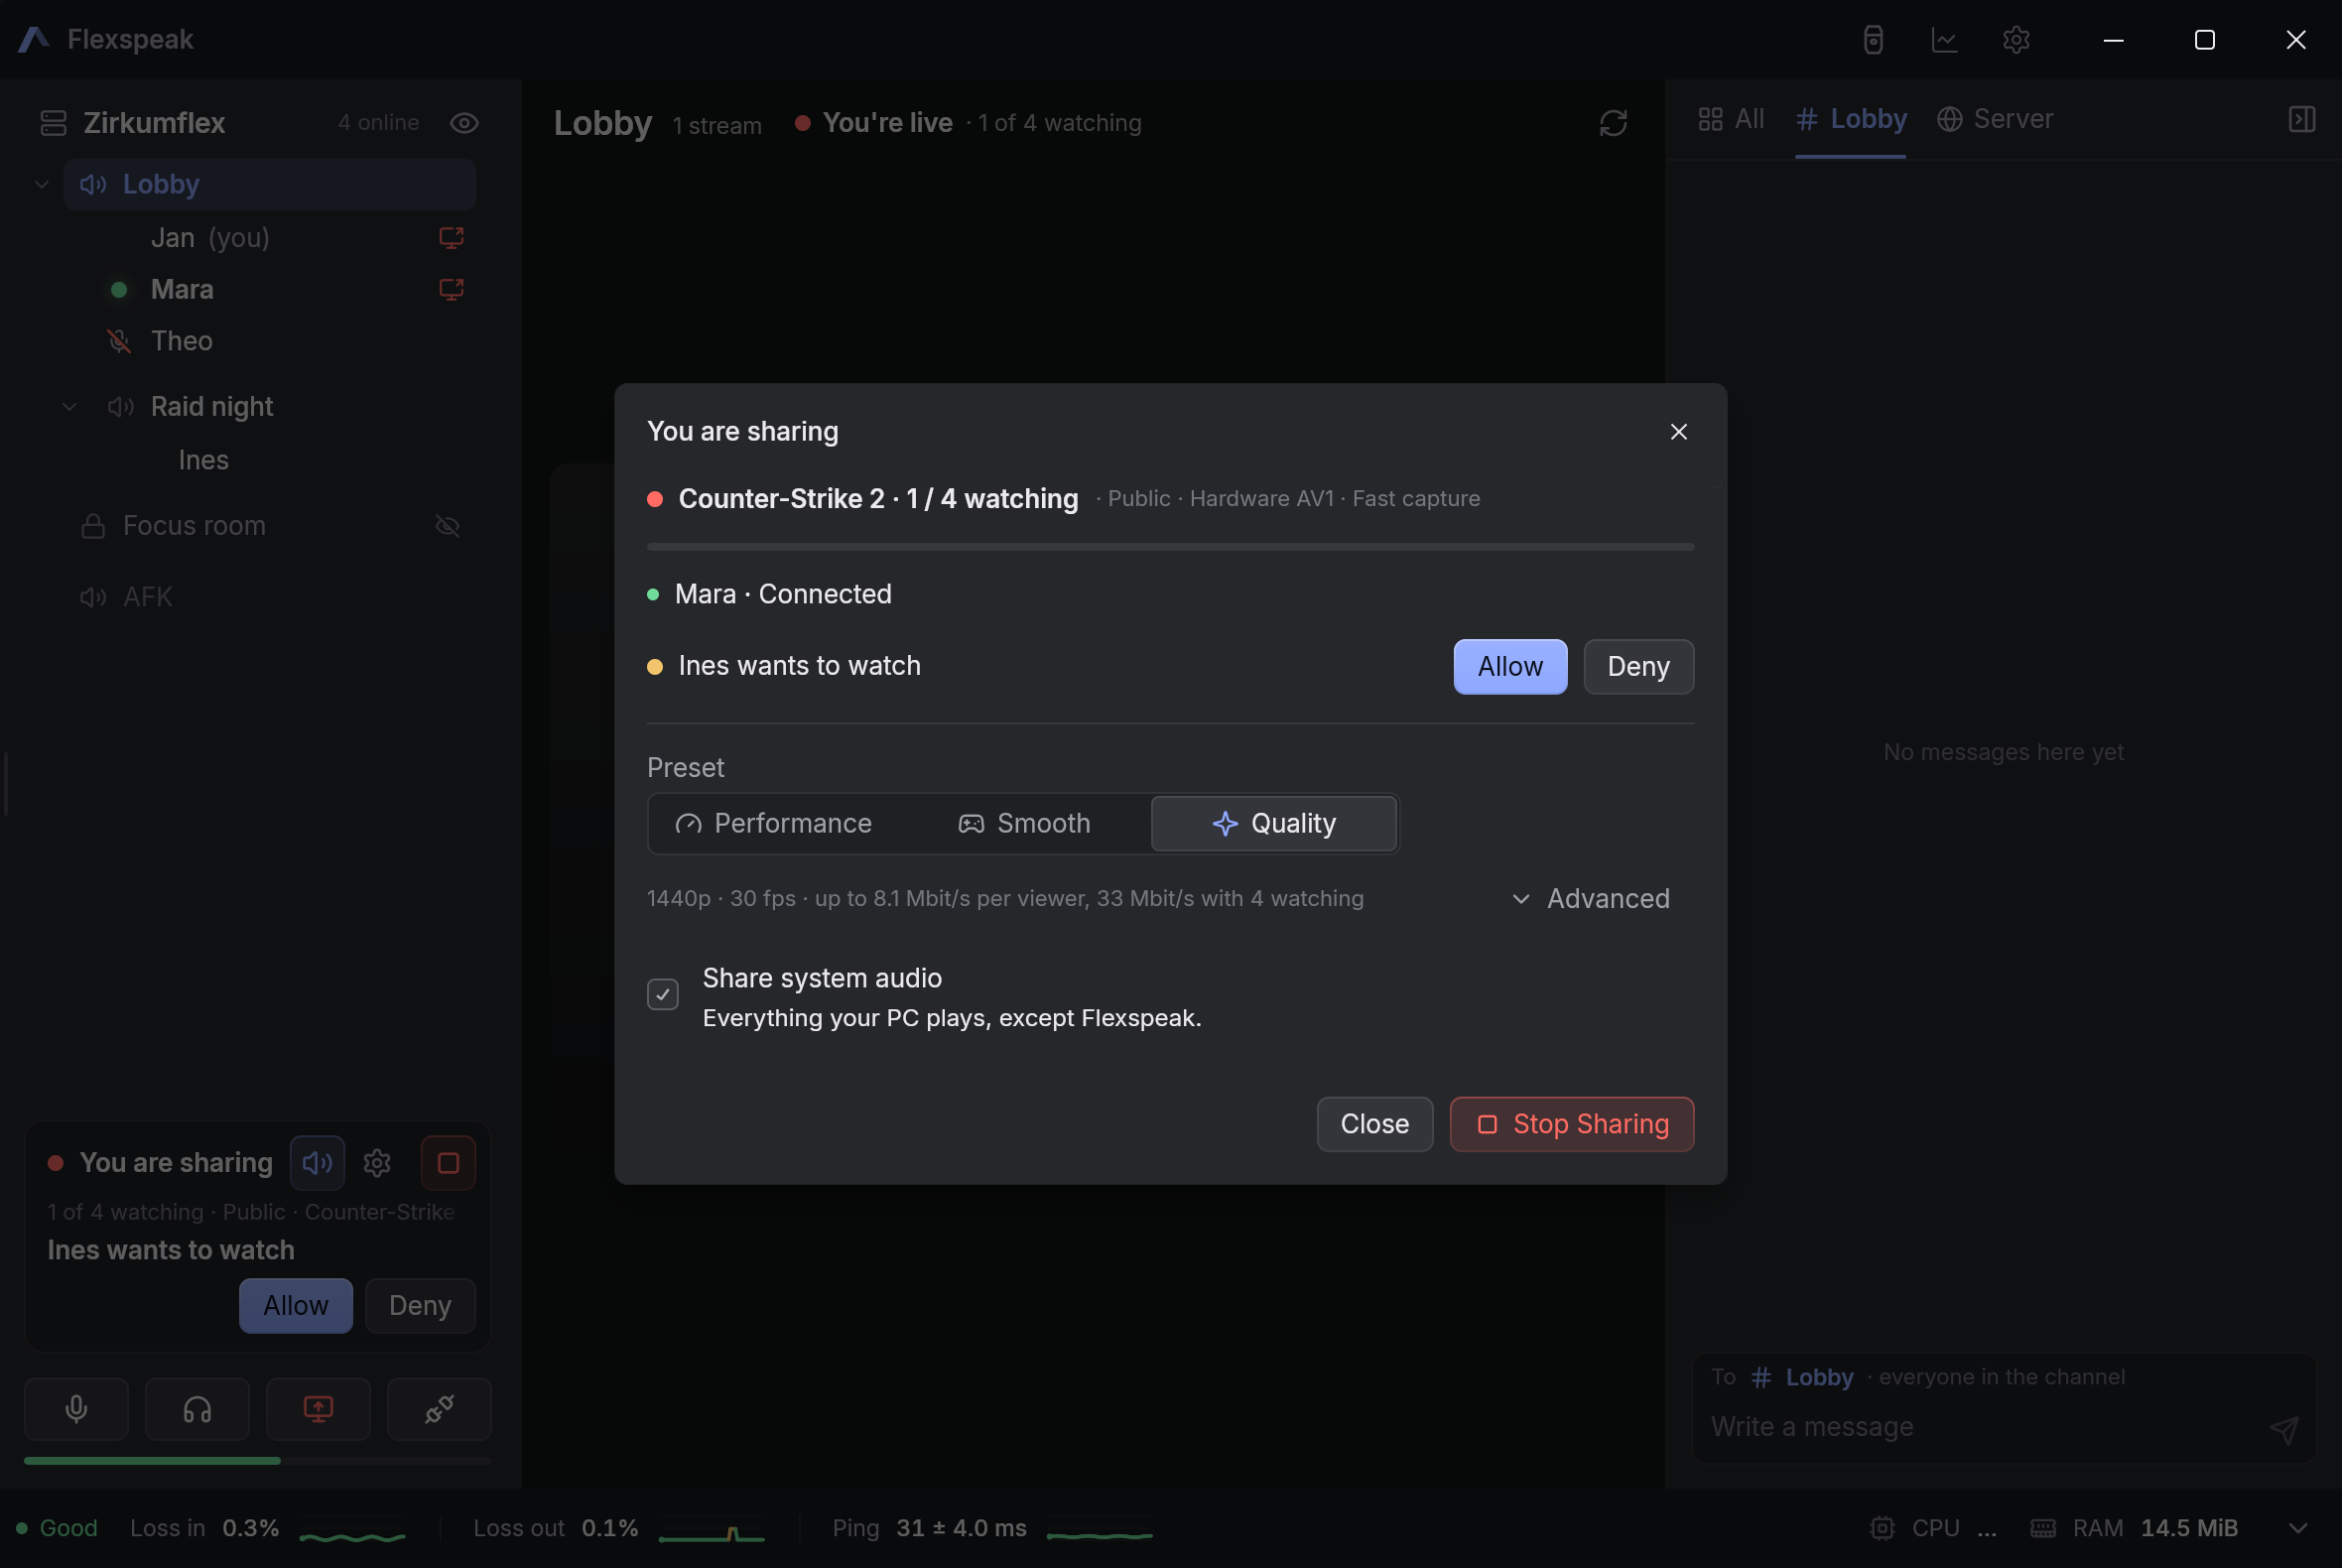 Flexspeak
Zirkumflex 4 online
Lobby
Jan (you)
Mara
Theo
Raid night
Ines
Focus room
AFK
You are sharing
1 of 4 watching · Public · Counter-Strike
Ines wants to watch
Allow Deny
Lobby 1 stream You're live · 1 of 4 watching
You are sharing
Counter-Strike 2 · 1 / 4 watching · Public · Hardware AV1 · Fast capture
Mara · Connected
Ines wants to watch Allow Deny
Preset
Performance Smooth Quality
1440p · 30 fps · up to 8.1 Mbit/s per viewer, 33 Mbit/s with 4 watching Advanced
Share system audio
Everything your PC plays, except Flexspeak.
Close Stop Sharing
All # Lobby Server
No messages here yet
To # Lobby · everyone in the channel
Write a message
Good Loss in 0.3% Loss out 0.1% Ping 31 ± 4.0 ms CPU ... RAM 14.5 MiB